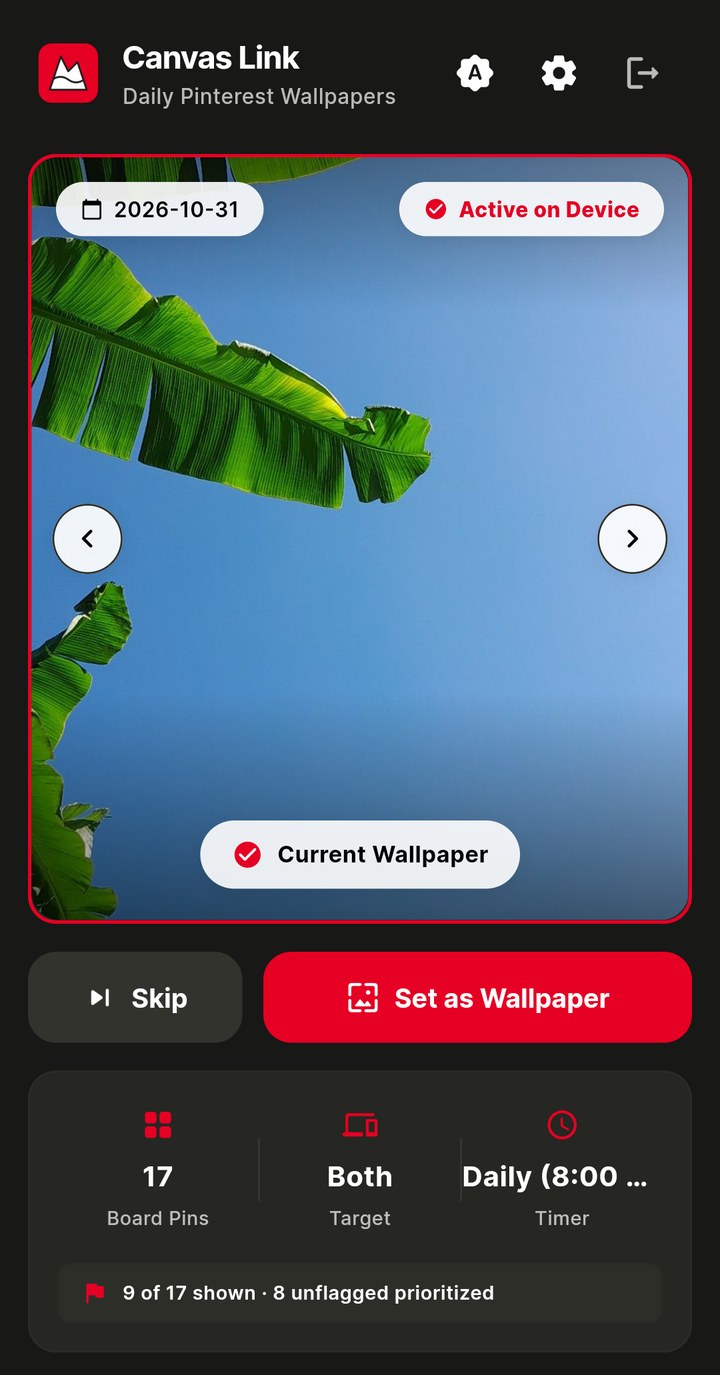 Canvas Link
Daily Pinterest Wallpapers
A
2026-10-31
Active on Device
Current Wallpaper
Skip
Set as Wallpaper
17
Board Pins
Both
Target
Daily (8:00 ...
Timer
9 of 17 shown · 8 unflagged prioritized